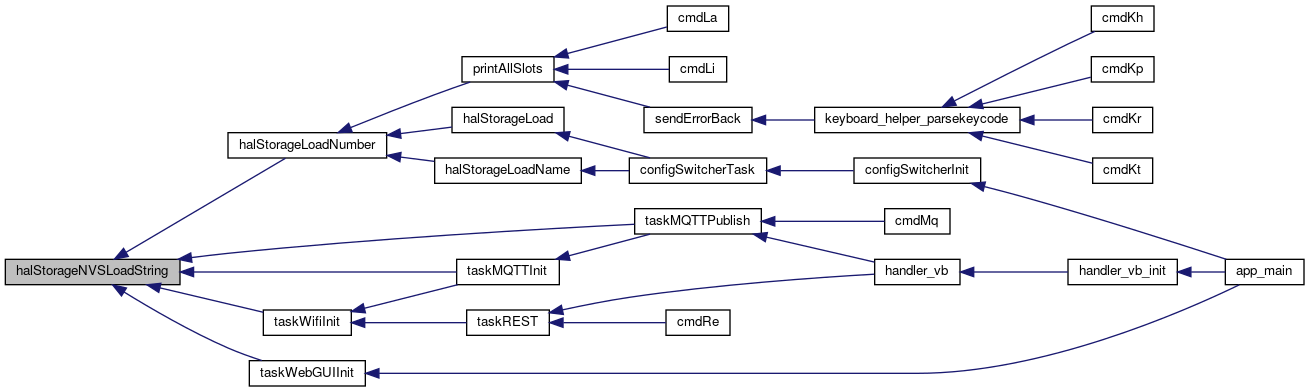 cmdLa
cmdKh
printAllSlots
cmdLi
cmdKp
halStorageLoad
sendErrorBack
keyboard_helper_parsekeycode
cmdKr
halStorageLoadNumber
halStorageLoadName
configSwitcherTask
configSwitcherInit
cmdKt
taskMQTTPublish
cmdMq
halStorageNVSLoadString
taskMQTTInit
handler_vb
handler_vb_init
app_main
taskWifiInit
taskREST
cmdRe
taskWebGUIInit